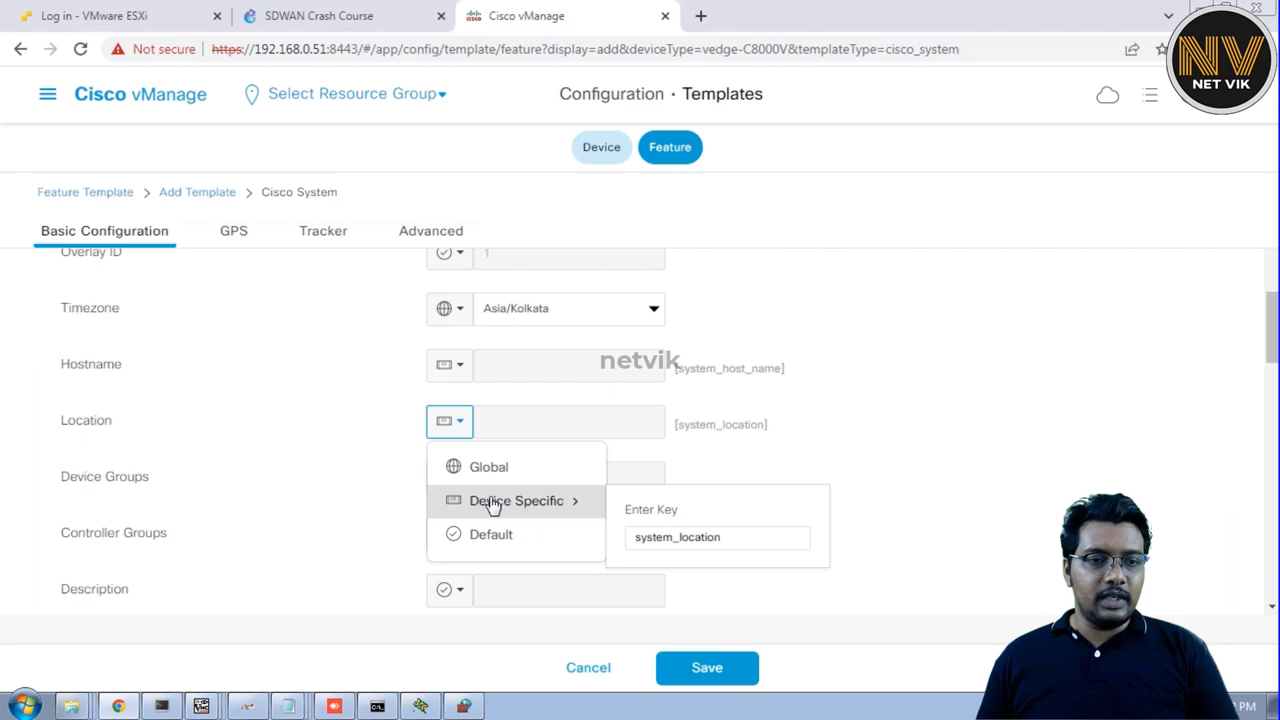 Log in - VMware ESXi
SDWAN Crash Course
Cisco vManage
Not secure
https://192.168.0.51:8443/#/app/config/template/feature?display=add&deviceType=vedge-C8000V&templateType=cisco_system
NV
NET VIK
Cisco vManage
Select Resource Group
Configuration · Templates
Device
Feature
Feature Template > Add Template > Cisco System
Basic Configuration
GPS
Tracker
Advanced
Overlay ID
1
Timezone
Asia/Kolkata
netvik
Hostname
[system_host_name]
Location
[system_location]
Global
Device Groups
Device Specific
Enter Key
system_location
Controller Groups
Default
Description
Cancel
Save
PM